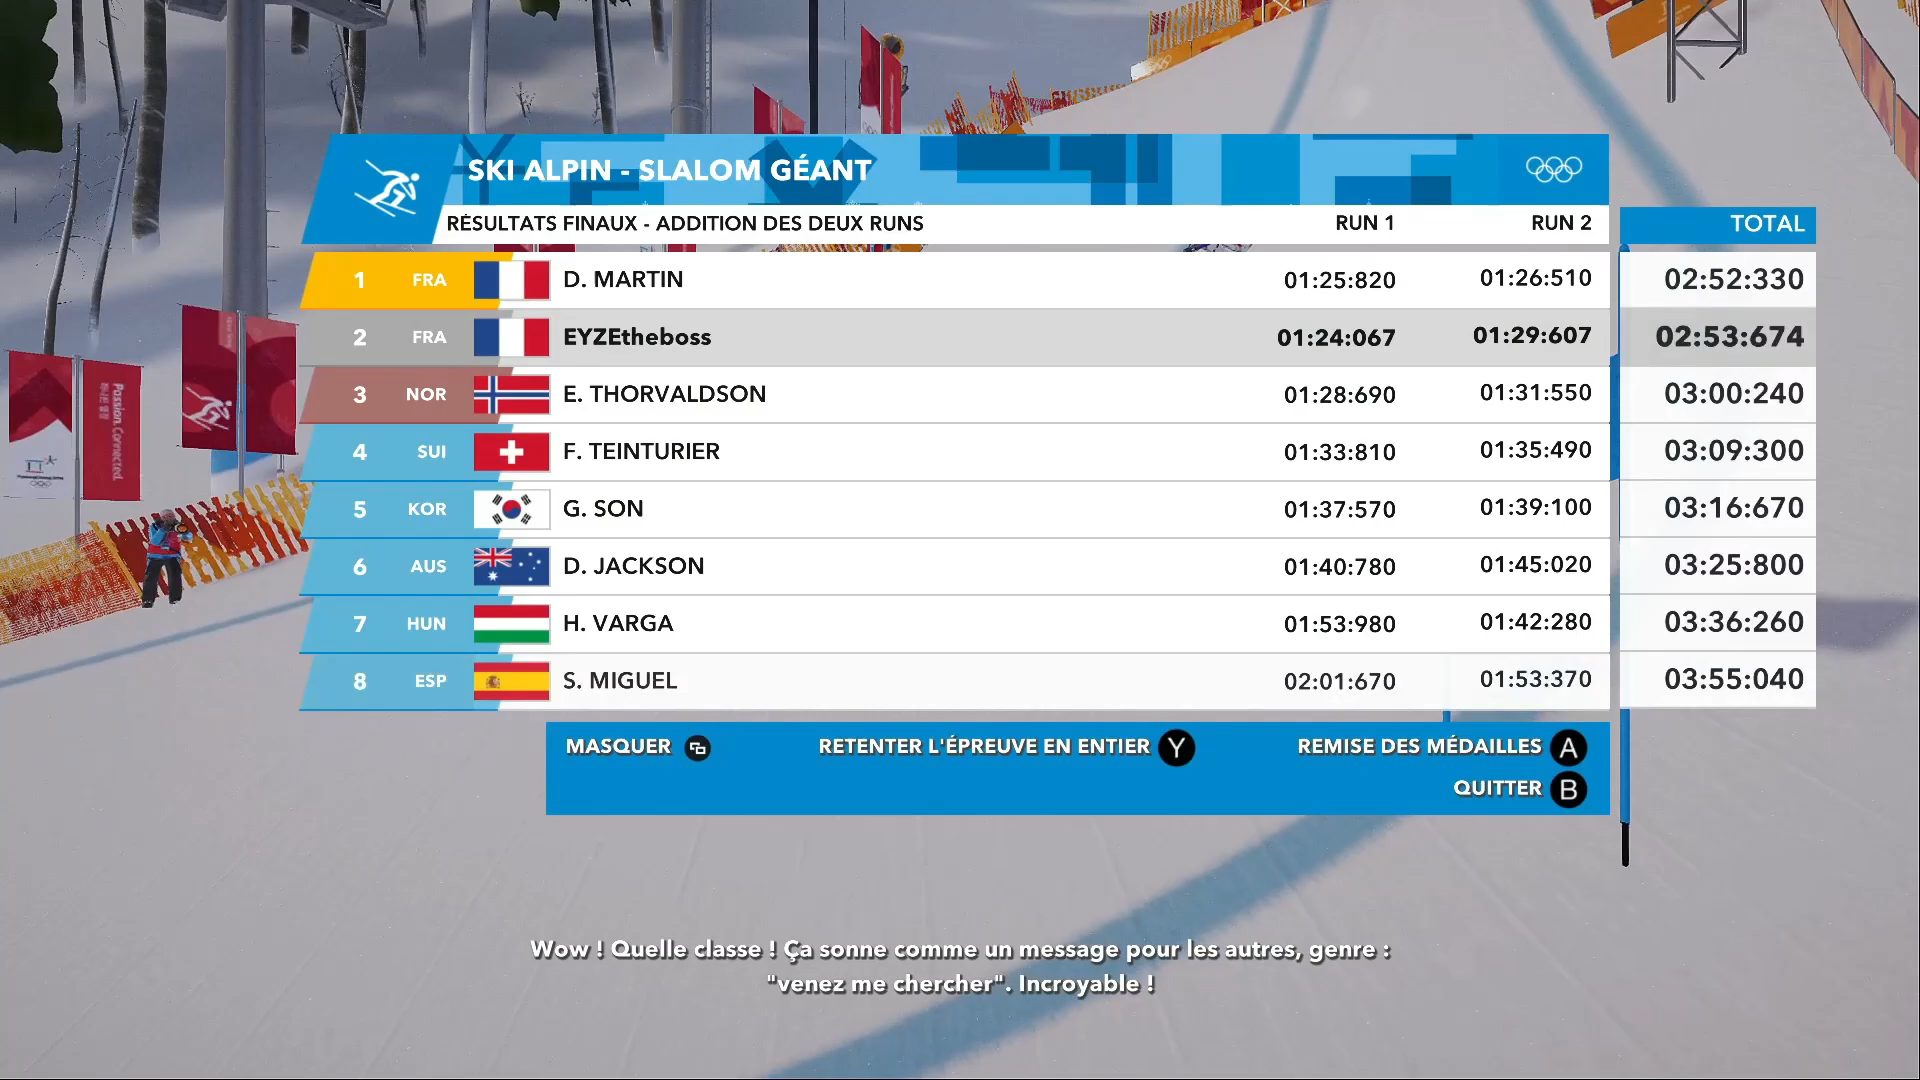 SKI ALPIN - SLALOM GÉANT
RÉSULTATS FINAUX - ADDITION DES DEUX RUNS RUN 1 RUN 2 TOTAL
1 FRA D. MARTIN 01:25:820 01:26:510 02:52:330
2 FRA EYZEtheboss 01:24:067 01:29:607 02:53:674
3 NOR E. THORVALDSON 01:28:690 01:31:550 03:00:240
4 SUI F. TEINTURIER 01:33:810 01:35:490 03:09:300
5 KOR G. SON 01:37:570 01:39:100 03:16:670
6 AUS D. JACKSON 01:40:780 01:45:020 03:25:800
7 HUN H. VARGA 01:53:980 01:42:280 03:36:260
8 ESP S. MIGUEL 02:01:670 01:53:370 03:55:040
MASQUER RETENTER L'ÉPREUVE EN ENTIER Y REMISE DES MÉDAILLES A
QUITTER B
Passion. Connected.
Wow ! Quelle classe ! Ça sonne comme un message pour les autres, genre :
"venez me chercher". Incroyable !